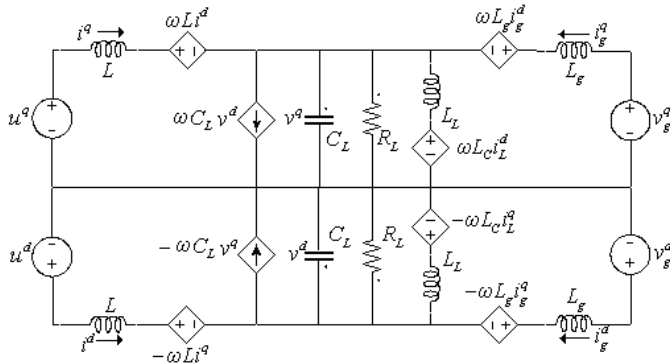 i^q
ωLi^d
ωL_g i_g^d
i_g^q
L
L_g
u^q
ωC_L v^d
v^q
C_L
R_L
L_L
ωL_C i_L^d
v_g^q
u^d
-ωC_L v^q
v^d
C_L
R_L
-ωL_C i_L^q
L_L
v_g^d
L
-ωL_g i_g^q
L_g
i^d
-ωLi^q
i_g^d